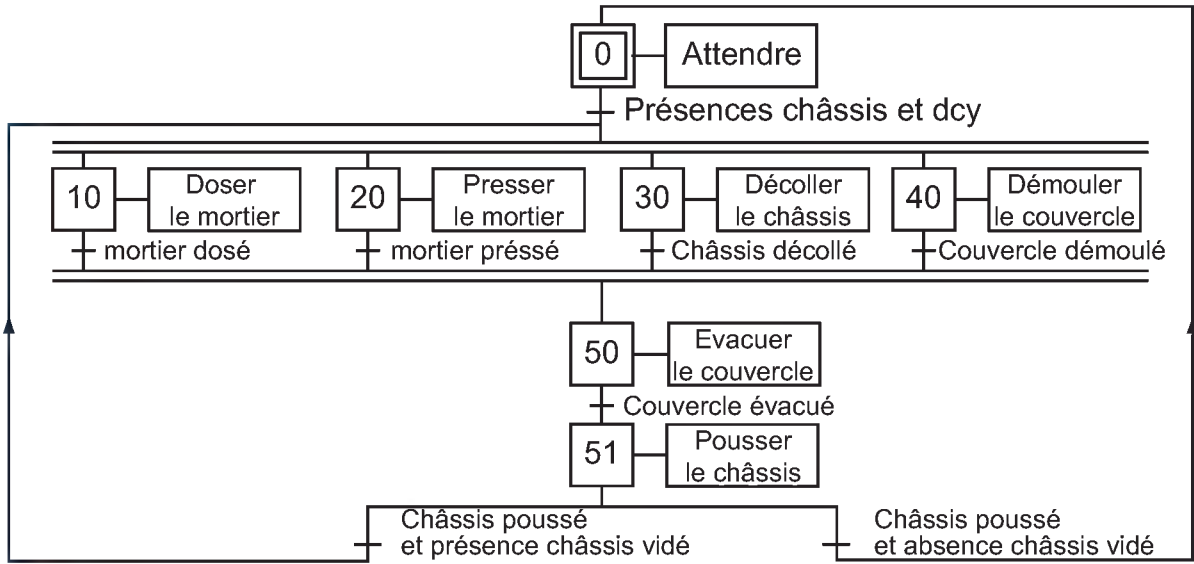 0
Attendre
Présences châssis et dcy
10
Doser
le mortier
20
Presser
le mortier
30
Décoller
le châssis
40
Démouler
le couvercle
mortier dosé
mortier préssé
Châssis décollé
Couvercle démoulé
50
Evacuer
le couvercle
Couvercle évacué
51
Pousser
le châssis
Châssis poussé
et présence châssis vidé
Châssis poussé
et absence châssis vidé